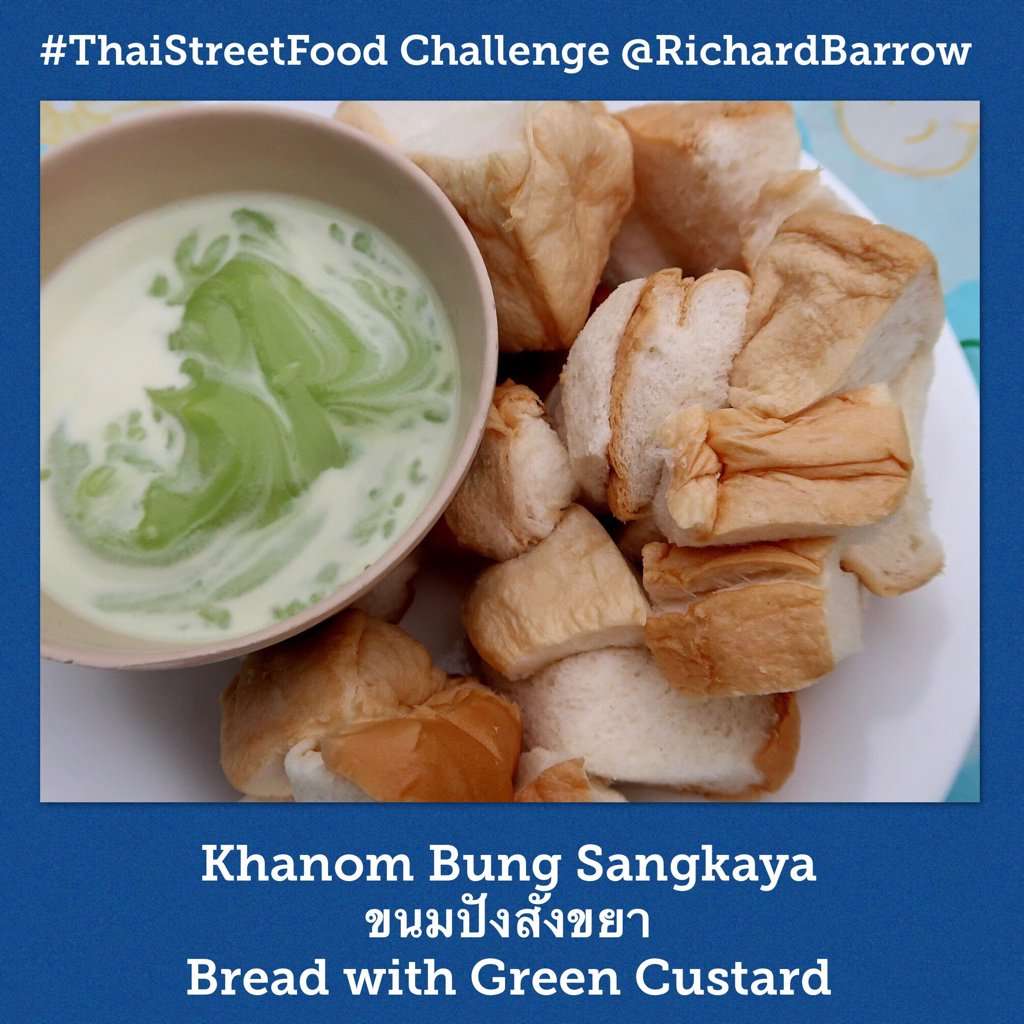 #ThaiStreetFood Challenge @RichardBarrow
Khanom Bung Sangkaya
ขนมปังสังขยา
Bread with Green Custard